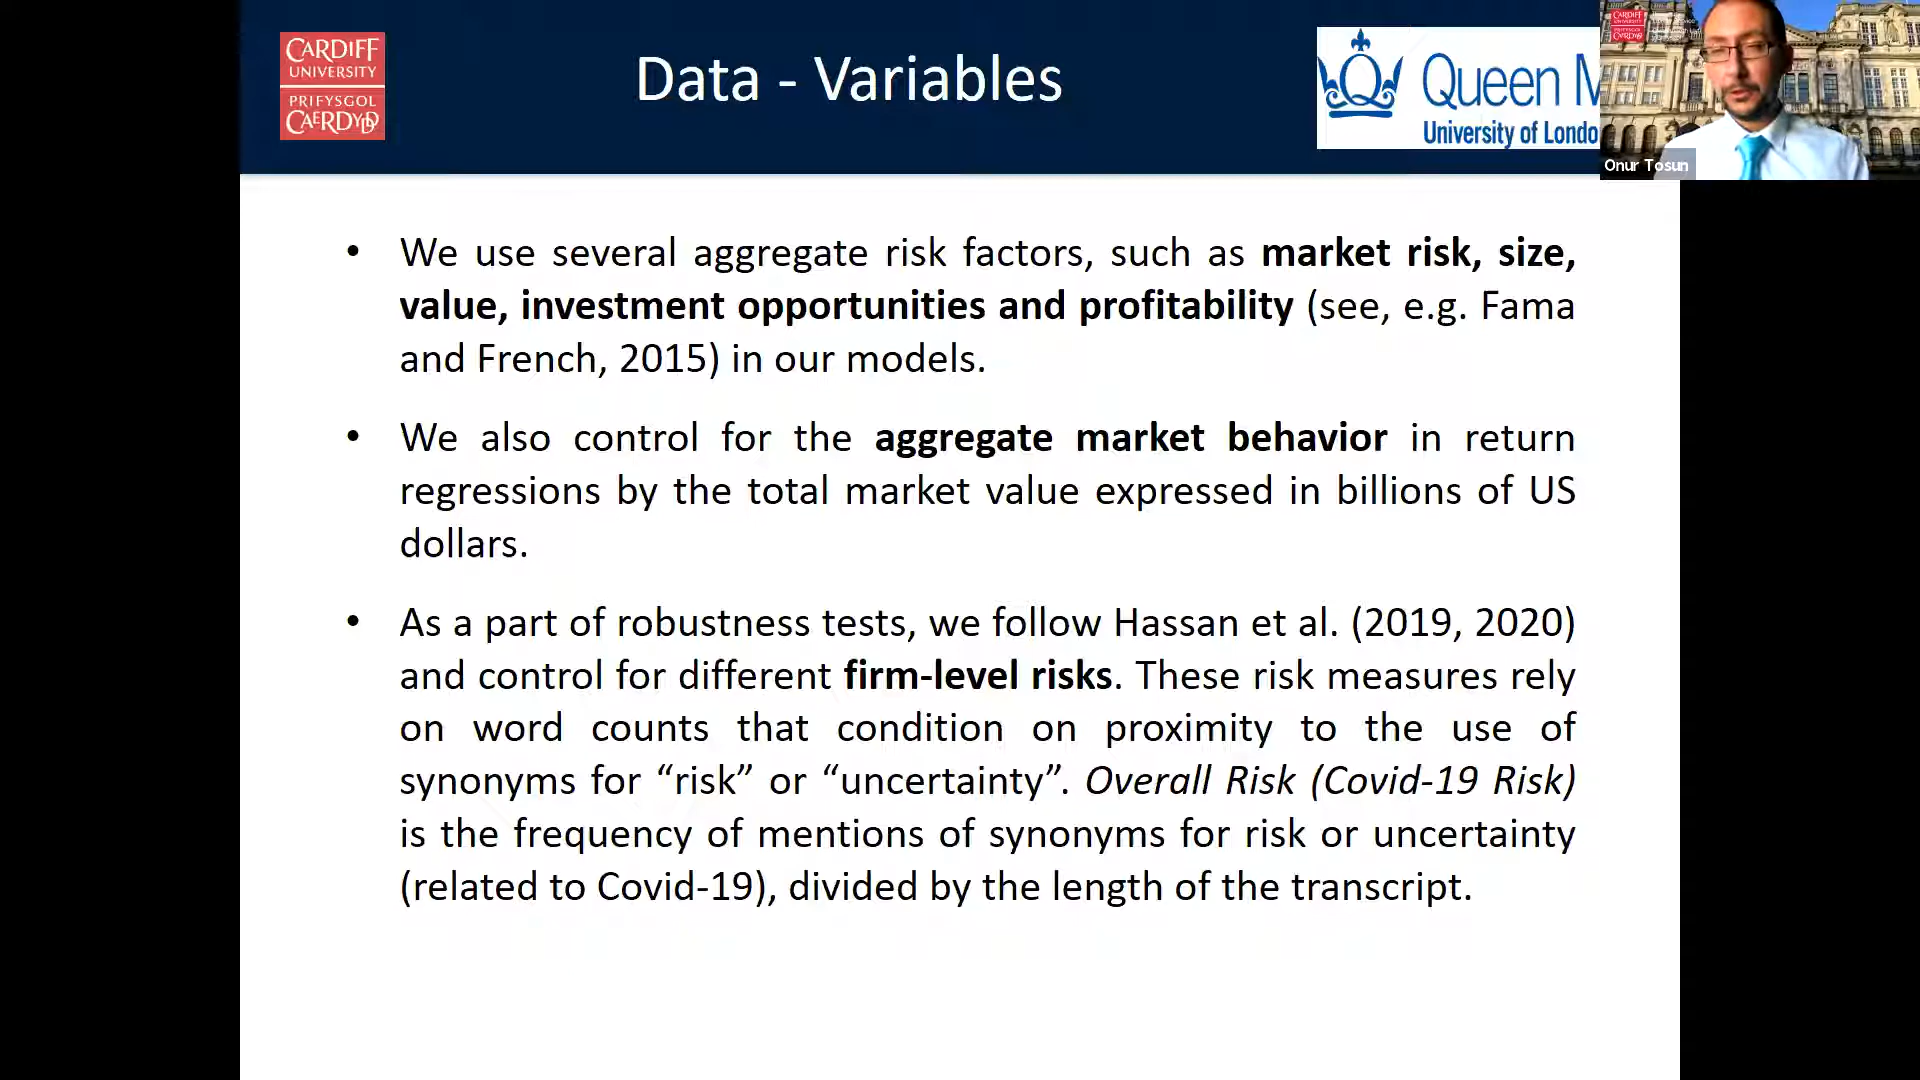 CARDIFF
UNIVERSITY
PRIFYSGOL
CAERDYDD
Data - Variables
Queen M
University of Londo
CARDIFF
UNIVERSITY
PRIFYSGOL
CAERDYDD
Onur Tosun
• We use several aggregate risk factors, such as market risk, size,
value, investment opportunities and profitability (see, e.g. Fama
and French, 2015) in our models.
• We also control for the aggregate market behavior in return
regressions by the total market value expressed in billions of US
dollars.
• As a part of robustness tests, we follow Hassan et al. (2019, 2020)
and control for different firm-level risks. These risk measures rely
on word counts that condition on proximity to the use of
synonyms for “risk” or “uncertainty”. Overall Risk (Covid-19 Risk)
is the frequency of mentions of synonyms for risk or uncertainty
(related to Covid-19), divided by the length of the transcript.